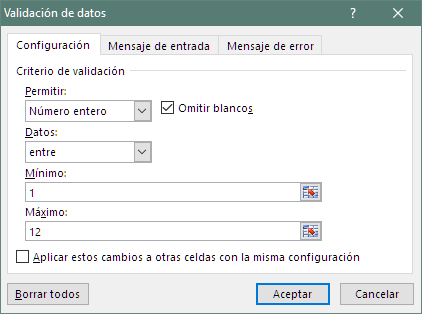 Validación de datos
Configuración Mensaje de entrada Mensaje de error
Criterio de validación
Permitir:
Número entero Omitir blancos
Datos:
entre
Mínimo:
1
Máximo:
12
Aplicar estos cambios a otras celdas con la misma configuración
Borrar todos Aceptar Cancelar